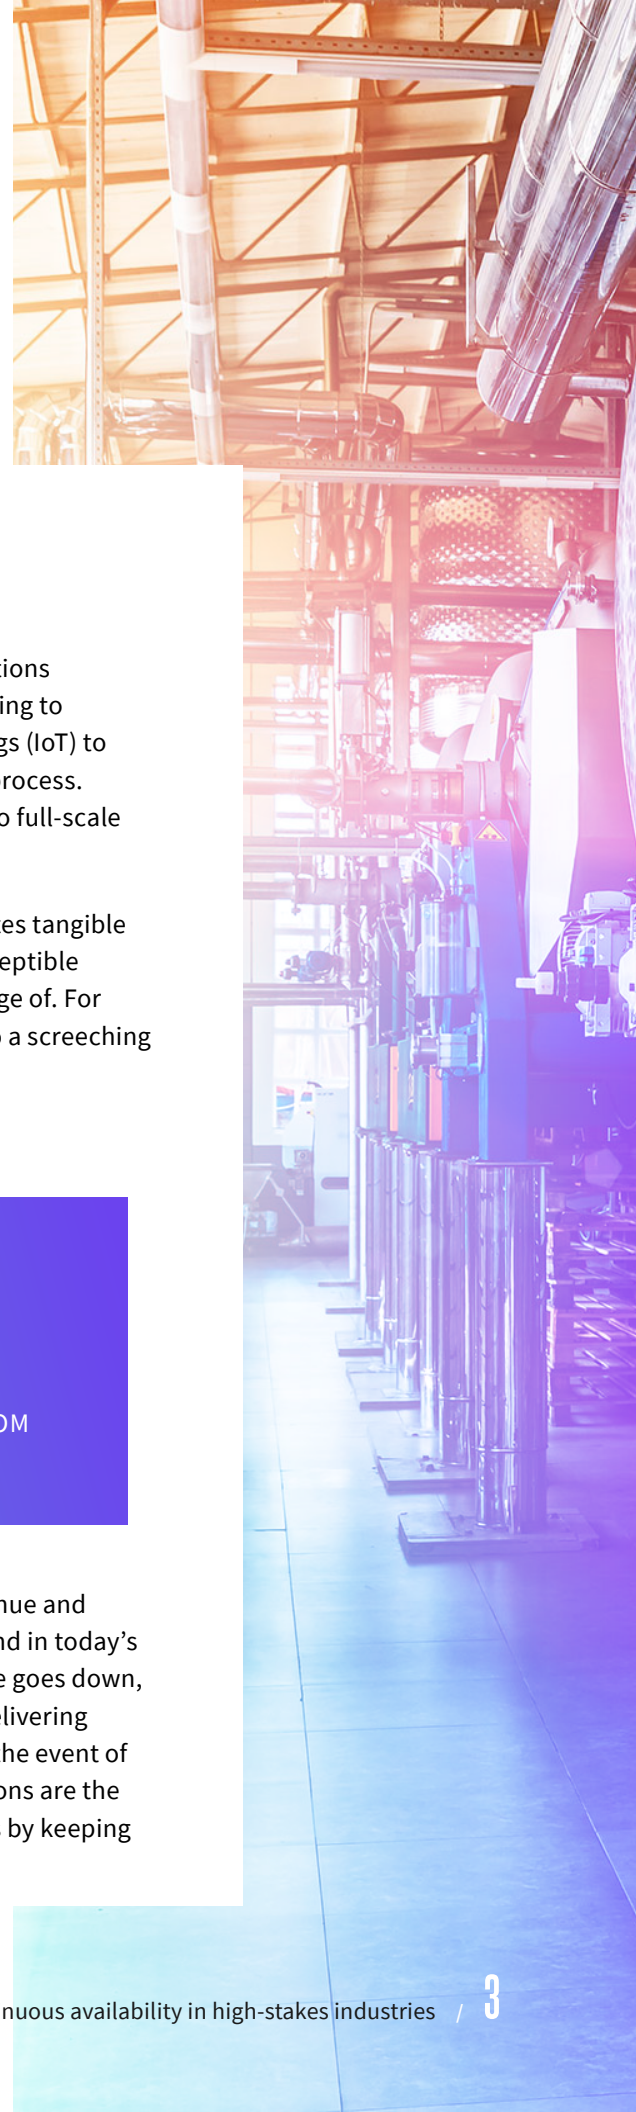 tions
ing to
gs (IoT) to
rocess.
o full-scale
tes tangible
eptible
ge of. For
o a screeching
OM
nue and
nd in today’s
e goes down,
elivering
the event of
ons are the
s by keeping
nuous availability in high-stakes industries / 3